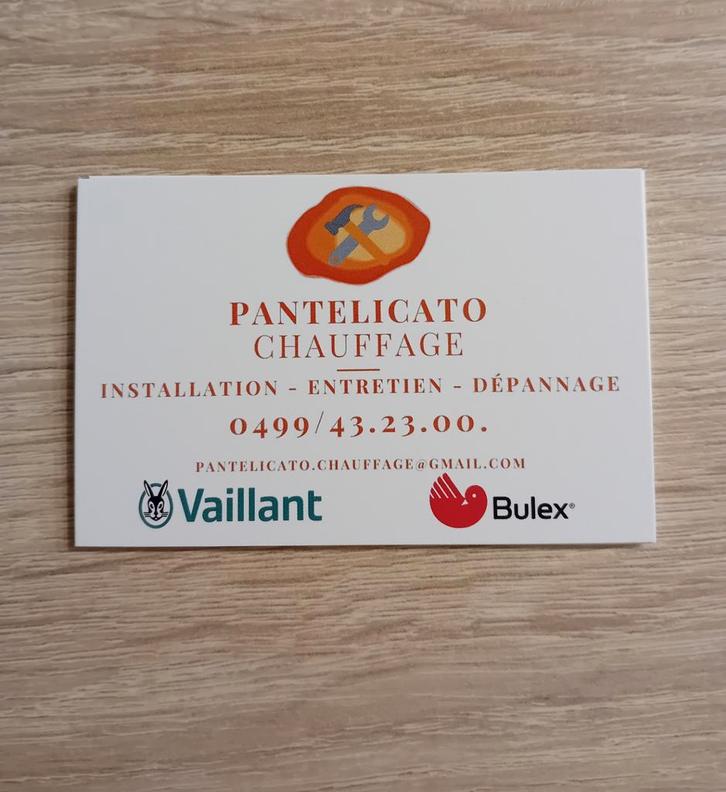 PANTELICATO
CHAUFFAGE
INSTALLATION - ENTRETIEN - DÉPANNAGE
0499/43.23.00.
PANTELICATO.CHAUFFAGE@GMAIL.COM
Vaillant
Bulex®